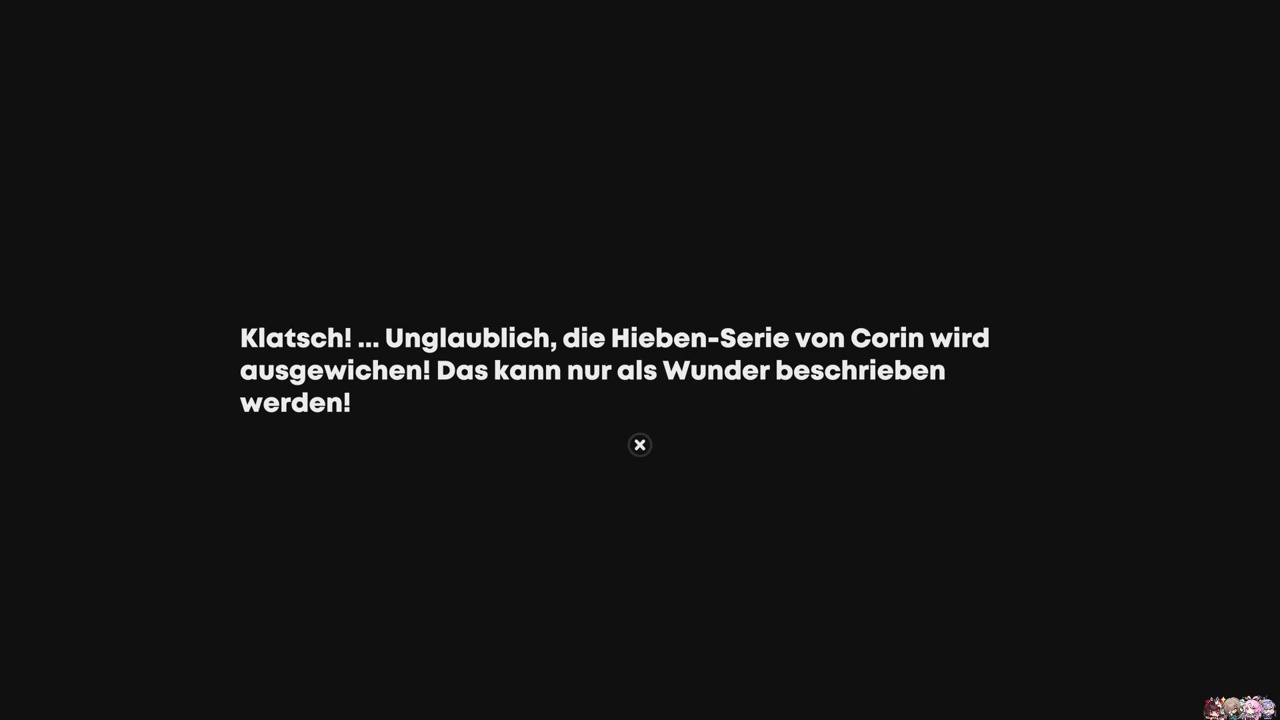 Klatsch! ... Unglaublich, die Hieben-Serie von Corin wird
ausgewichen! Das kann nur als Wunder beschrieben
werden!